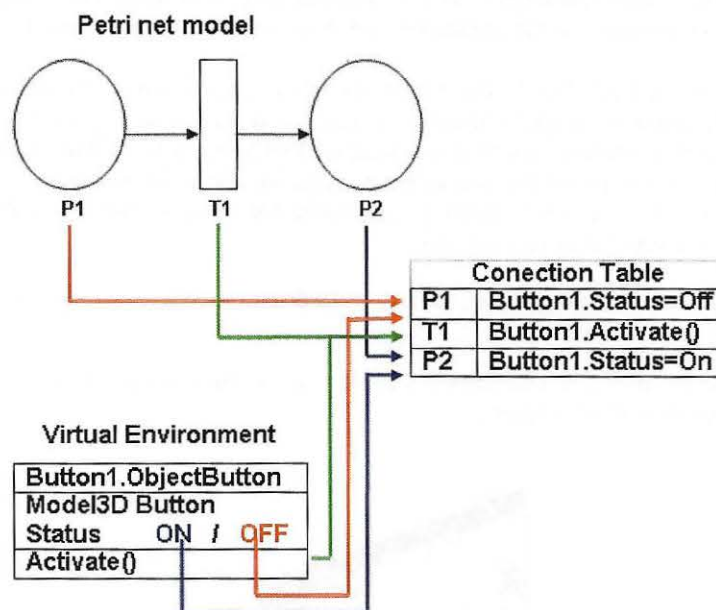 Petri net model
P1 T1 P2
Conection Table
P1 Button1.Status=Off
T1 Button1.Activate()
P2 Button1.Status=On
Virtual Environment
Button1.ObjectButton
Model3D Button
Status ON / OFF
Activate()